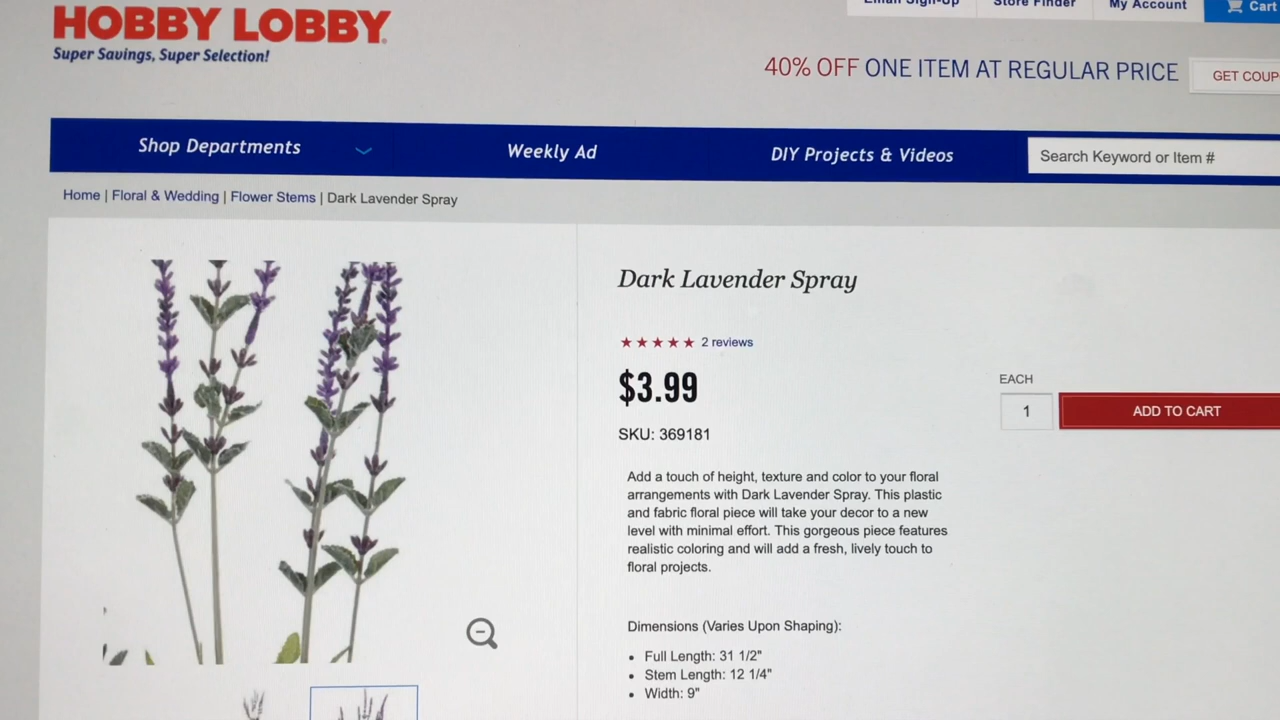 Email Sign-Up Store Finder My Account Cart
HOBBY LOBBY
Super Savings, Super Selection!
40% OFF ONE ITEM AT REGULAR PRICE GET COUP
Shop Departments Weekly Ad DIY Projects & Videos Search Keyword or Item #
Home | Floral & Wedding | Flower Stems | Dark Lavender Spray
Dark Lavender Spray
2 reviews
$3.99
EACH
1 ADD TO CART
SKU: 369181
Add a touch of height, texture and color to your floral
arrangements with Dark Lavender Spray. This plastic
and fabric floral piece will take your decor to a new
level with minimal effort. This gorgeous piece features
realistic coloring and will add a fresh, lively touch to
floral projects.
Dimensions (Varies Upon Shaping):
• Full Length: 31 1/2"
• Stem Length: 12 1/4"
• Width: 9"